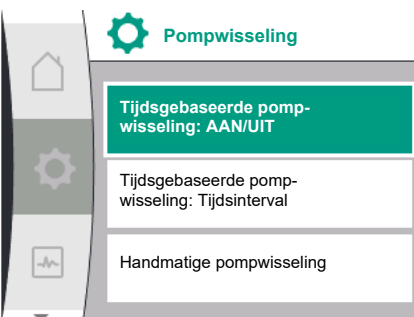 Pompwisseling
Tijdsgebaseerde pomp-
wisseling: AAN/UIT
Tijdsgebaseerde pomp-
wisseling: Tijdsinterval
Handmatige pompwisseling